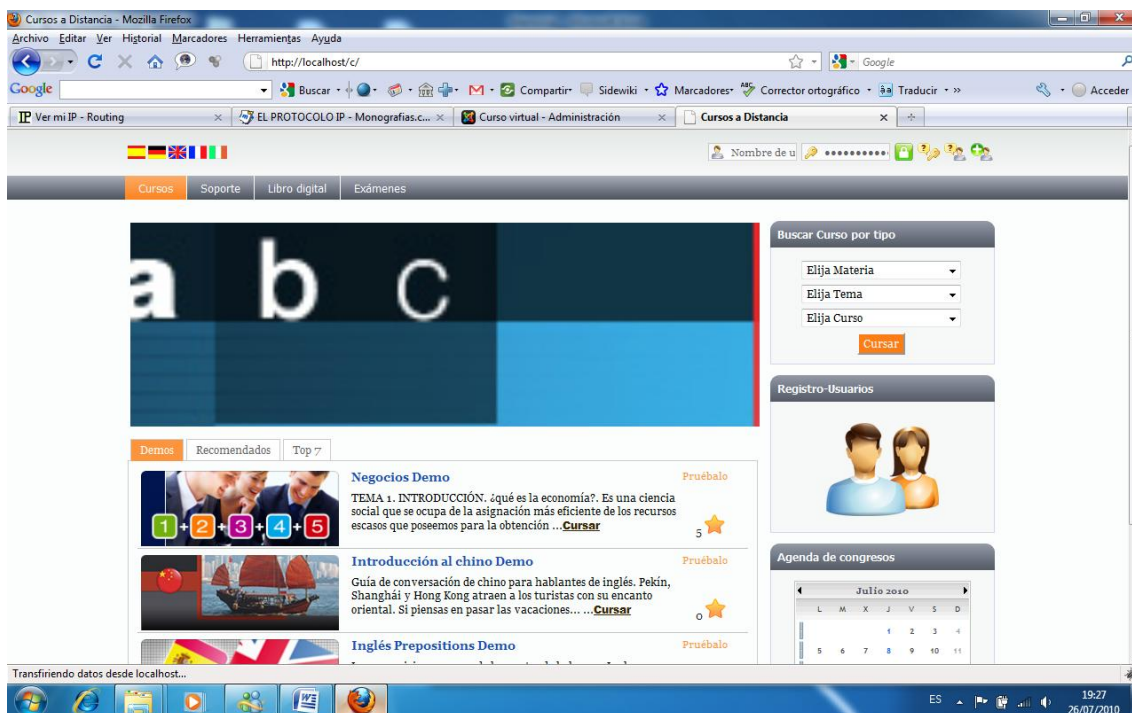 Cursos a Distancia - Mozilla Firefox
Archivo Editar Ver Historial Marcadores Herramientas Ayuda
http://localhost/c/
Google
Google
Buscar
Compartir
Sidewiki
Marcadores
Corrector ortográfico
Traducir
»
Acceder
Ver mi IP - Routing
EL PROTOCOLO IP - Monografias.c...
Curso virtual - Administración
Cursos a Distancia
Nombre de u
Cursos Soporte Libro digital Exámenes
a b c
Buscar Curso por tipo
Elija Materia
Elija Tema
Elija Curso
Cursar
Registro-Usuarios
Demos Recomendados Top 7
1+2+3+4+5
Negocios Demo
Pruébalo
TEMA 1. INTRODUCCIÓN. ¿qué es la economía?. Es una ciencia
social que se ocupa de la asignación más eficiente de los recursos
escasos que poseemos para la obtención ...Cursar
5
Introducción al chino Demo
Pruébalo
Guía de conversación de chino para hablantes de inglés. Pekín,
Shanghái y Hong Kong atraen a los turistas con su encanto
oriental. Si piensas en pasar las vacaciones... ...Cursar
0
Inglés Prepositions Demo
Pruébalo
Agenda de congresos
Julio 2010
L M X J V S D
1 2 3 4
5 6 7 8 9 10 11
Transfiriendo datos desde localhost...
ES
19:27
26/07/2010